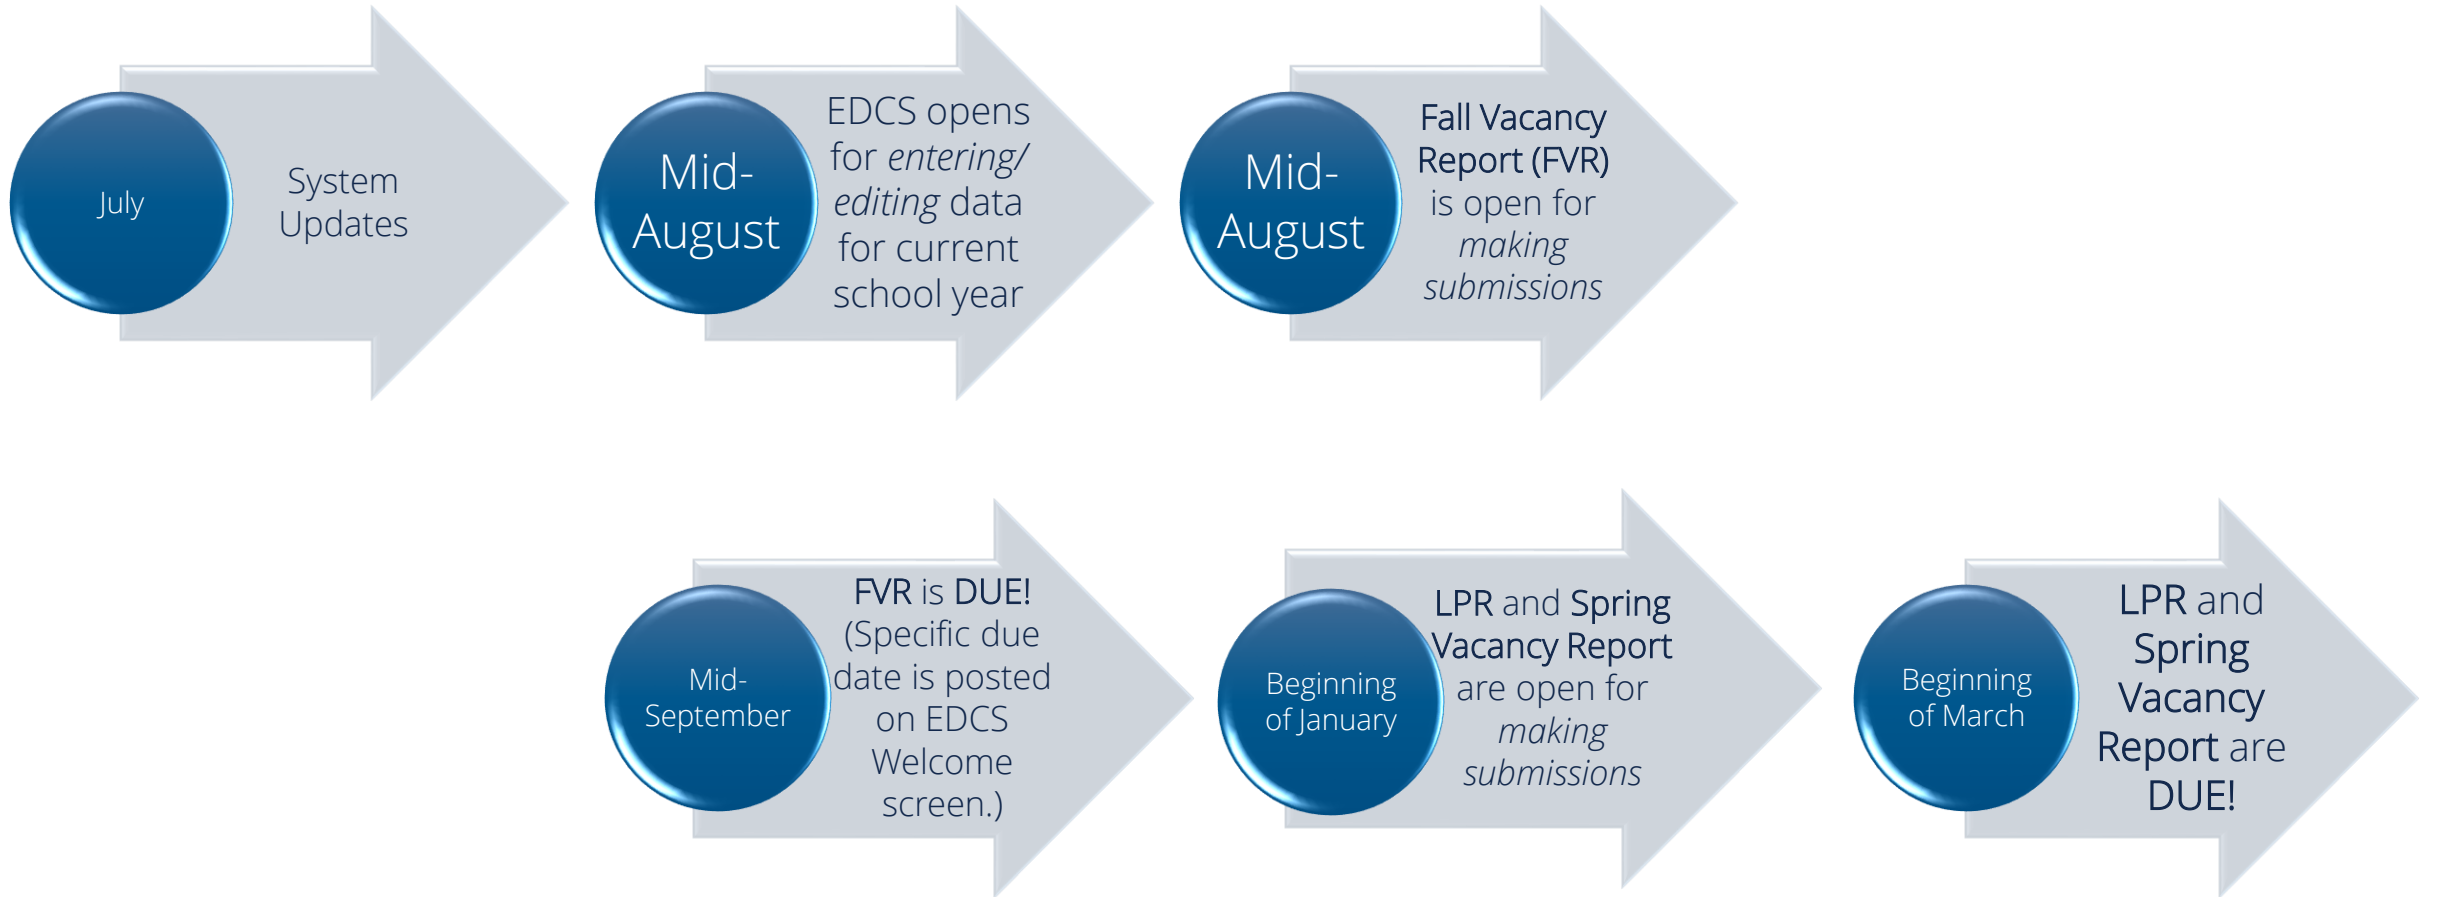 July
System
Updates
Mid-
August
EDCS opens
for entering/
editing data
for current
school year
Mid-
August
Fall Vacancy
Report (FVR)
is open for
making
submissions
Mid-
September
FVR is DUE!
(Specific due
date is posted
on EDCS
Welcome
screen.)
Beginning
of January
LPR and Spring
Vacancy Report
are open for
making
submissions
Beginning
of March
LPR and
Spring
Vacancy
Report are
DUE!